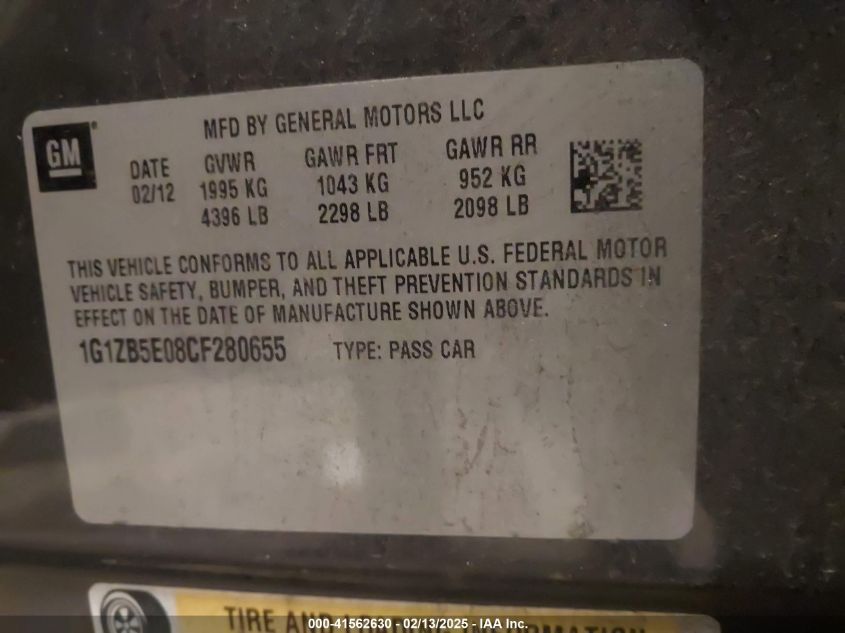 MFD BY GENERAL MOTORS LLC
GM
DATE GVWR GAWR FRT GAWR RR
02/12 1995 KG 1043 KG 952 KG
4396 LB 2298 LB 2098 LB
THIS VEHICLE CONFORMS TO ALL APPLICABLE U.S. FEDERAL MOTOR
VEHICLE SAFETY, BUMPER, AND THEFT PREVENTION STANDARDS IN
EFFECT ON THE DATE OF MANUFACTURE SHOWN ABOVE.
1G1ZB5E08CF280655 TYPE: PASS CAR
TIRE AND LOADING INFORMATION
000-41562630 - 02/13/2025 - IAA Inc.